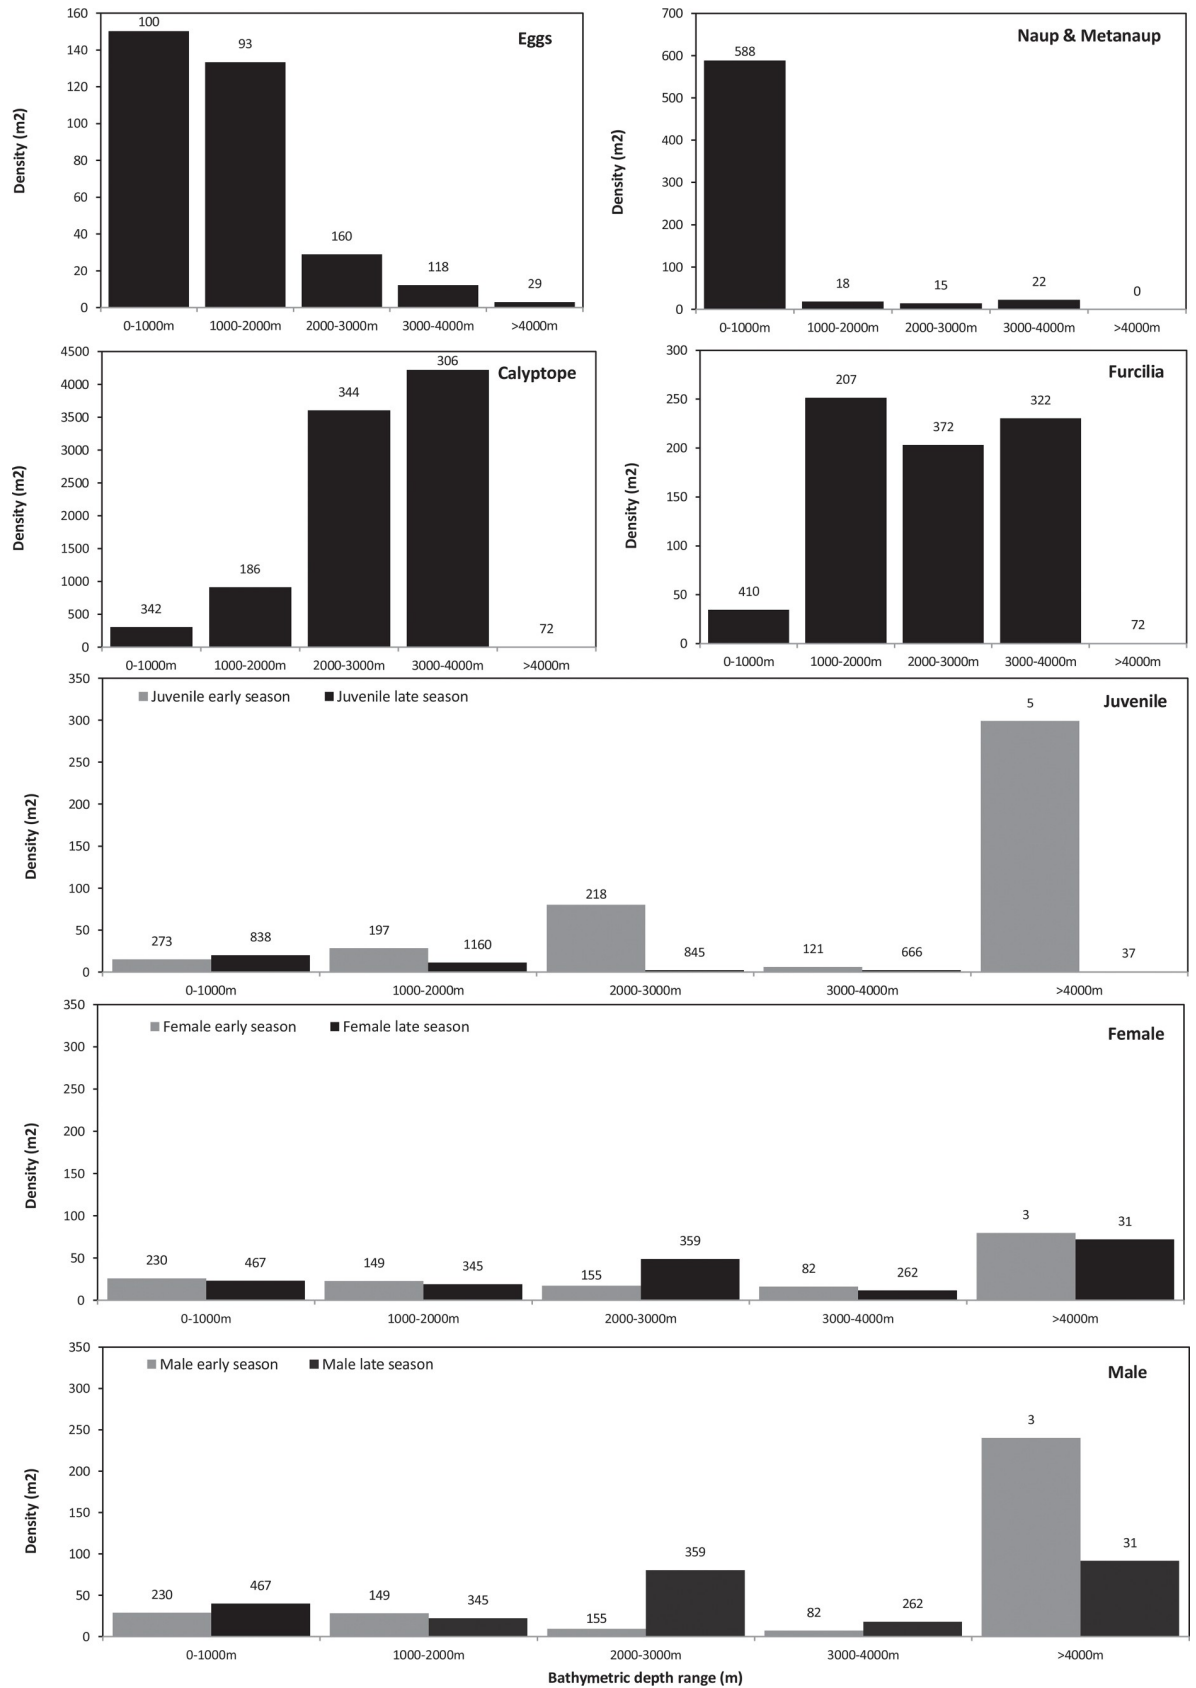 Eggs
Density (m2)
160
140
120
100
80
60
40
20
0
100
93
160
118
29
0-1000m 1000-2000m 2000-3000m 3000-4000m >4000m
Naup & Metanaup
Density (m2)
700
600
500
400
300
200
100
0
588
18
15
22
0
0-1000m 1000-2000m 2000-3000m 3000-4000m >4000m
Calyptope
Density (m2)
4500
4000
3500
3000
2500
2000
1500
1000
500
0
342
186
344
306
72
0-1000m 1000-2000m 2000-3000m 3000-4000m >4000m
Furcilia
Density (m2)
300
250
200
150
100
50
0
410
207
372
322
72
0-1000m 1000-2000m 2000-3000m 3000-4000m >4000m
Juvenile early season Juvenile late season
Juvenile
Density (m2)
350
300
250
200
150
100
50
0
273 838 197 1160 218 845 121 666 5 37
0-1000m 1000-2000m 2000-3000m 3000-4000m >4000m
Female early season Female late season
Female
Density (m2)
350
300
250
200
150
100
50
0
230 467 149 345 155 359 82 262 3 31
0-1000m 1000-2000m 2000-3000m 3000-4000m >4000m
Male early season Male late season
Male
Density (m2)
350
300
250
200
150
100
50
0
230 467 149 345 155 359 82 262 3 31
0-1000m 1000-2000m 2000-3000m 3000-4000m >4000m
Bathymetric depth range (m)